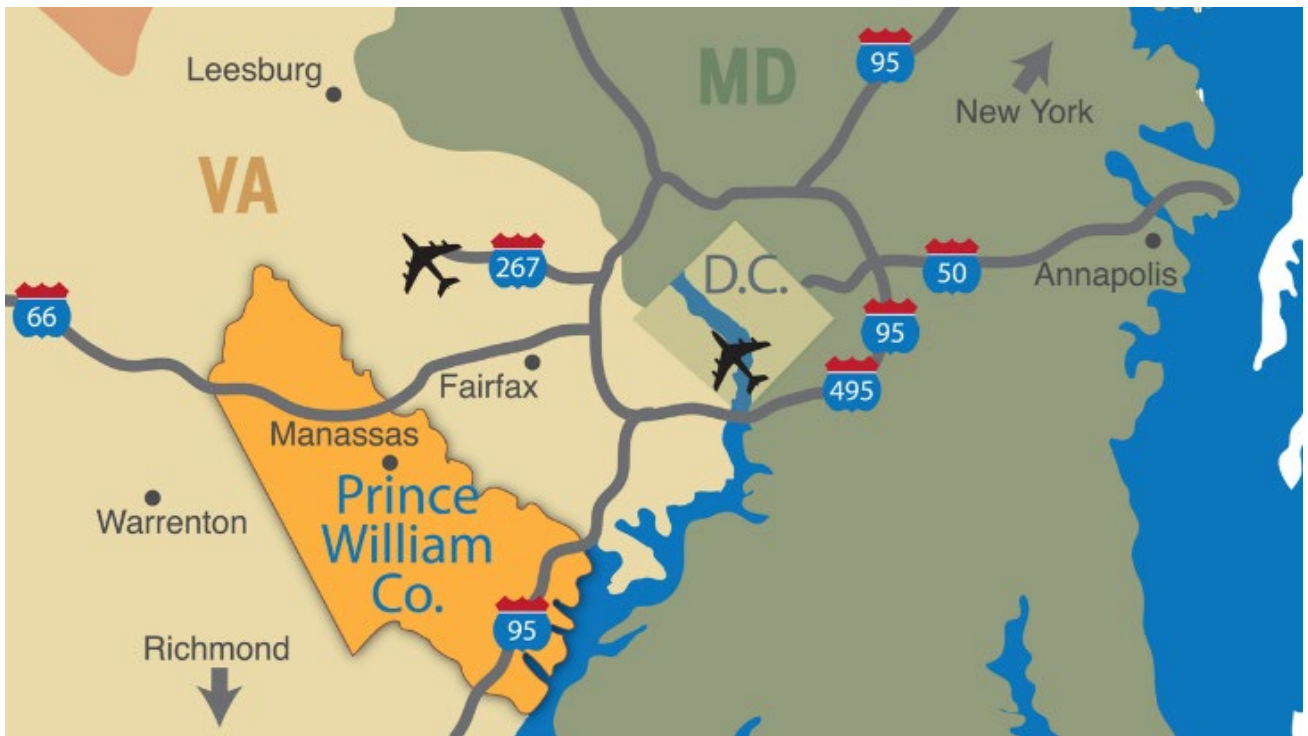 Leesburg
MD
95
New York
VA
267
D.C.
50
Annapolis
66
95
Fairfax
495
Manassas
Prince
William
Co.
Warrenton
95
Richmond